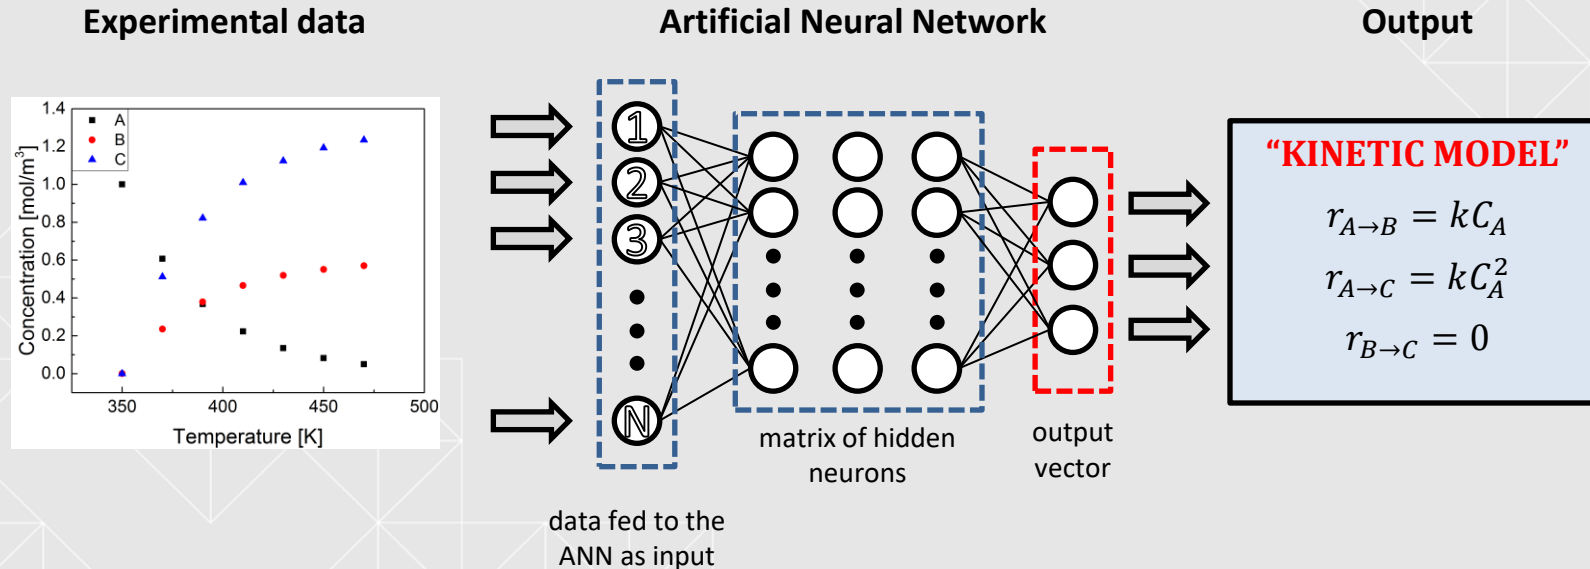 Experimental data
Artificial Neural Network
Output
1.4
1.2
1.0
0.8
0.6
0.4
0.2
0.0
Concentration [mol/m³]
A
B
C
350
400
450
500
Temperature [K]
1
2
3
N
data fed to the
ANN as input
matrix of hidden
neurons
output
vector
“KINETIC MODEL”
r_{A→B} = kC_A
r_{A→C} = kC_A^2
r_{B→C} = 0